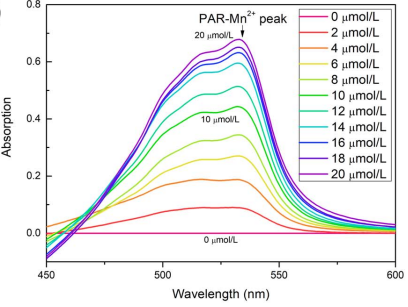 )
PAR-Mn²⁺ peak
20 μmol/L
10 μmol/L
0 μmol/L
0 μmol/L
2 μmol/L
4 μmol/L
6 μmol/L
8 μmol/L
10 μmol/L
12 μmol/L
14 μmol/L
16 μmol/L
18 μmol/L
20 μmol/L
0.8
0.6
0.4
0.2
0.0
Absorption
450
500
550
600
Wavelength (nm)